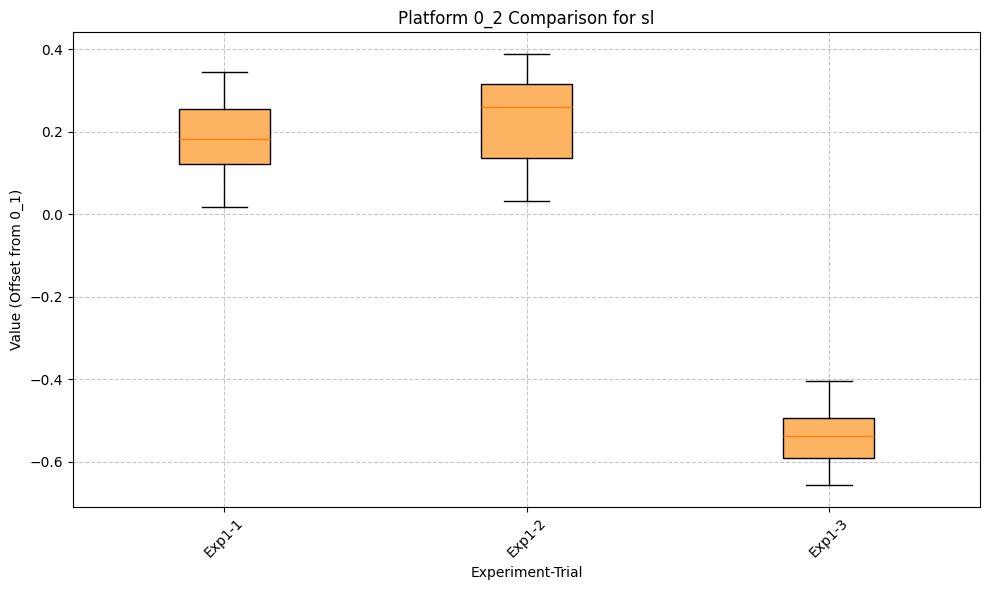 Platform 0_2 Comparison for sl
Value (Offset from 0_1)
0.4
0.2
0.0
−0.2
−0.4
−0.6
Exp1-1
Exp1-2
Exp1-3
Experiment-Trial